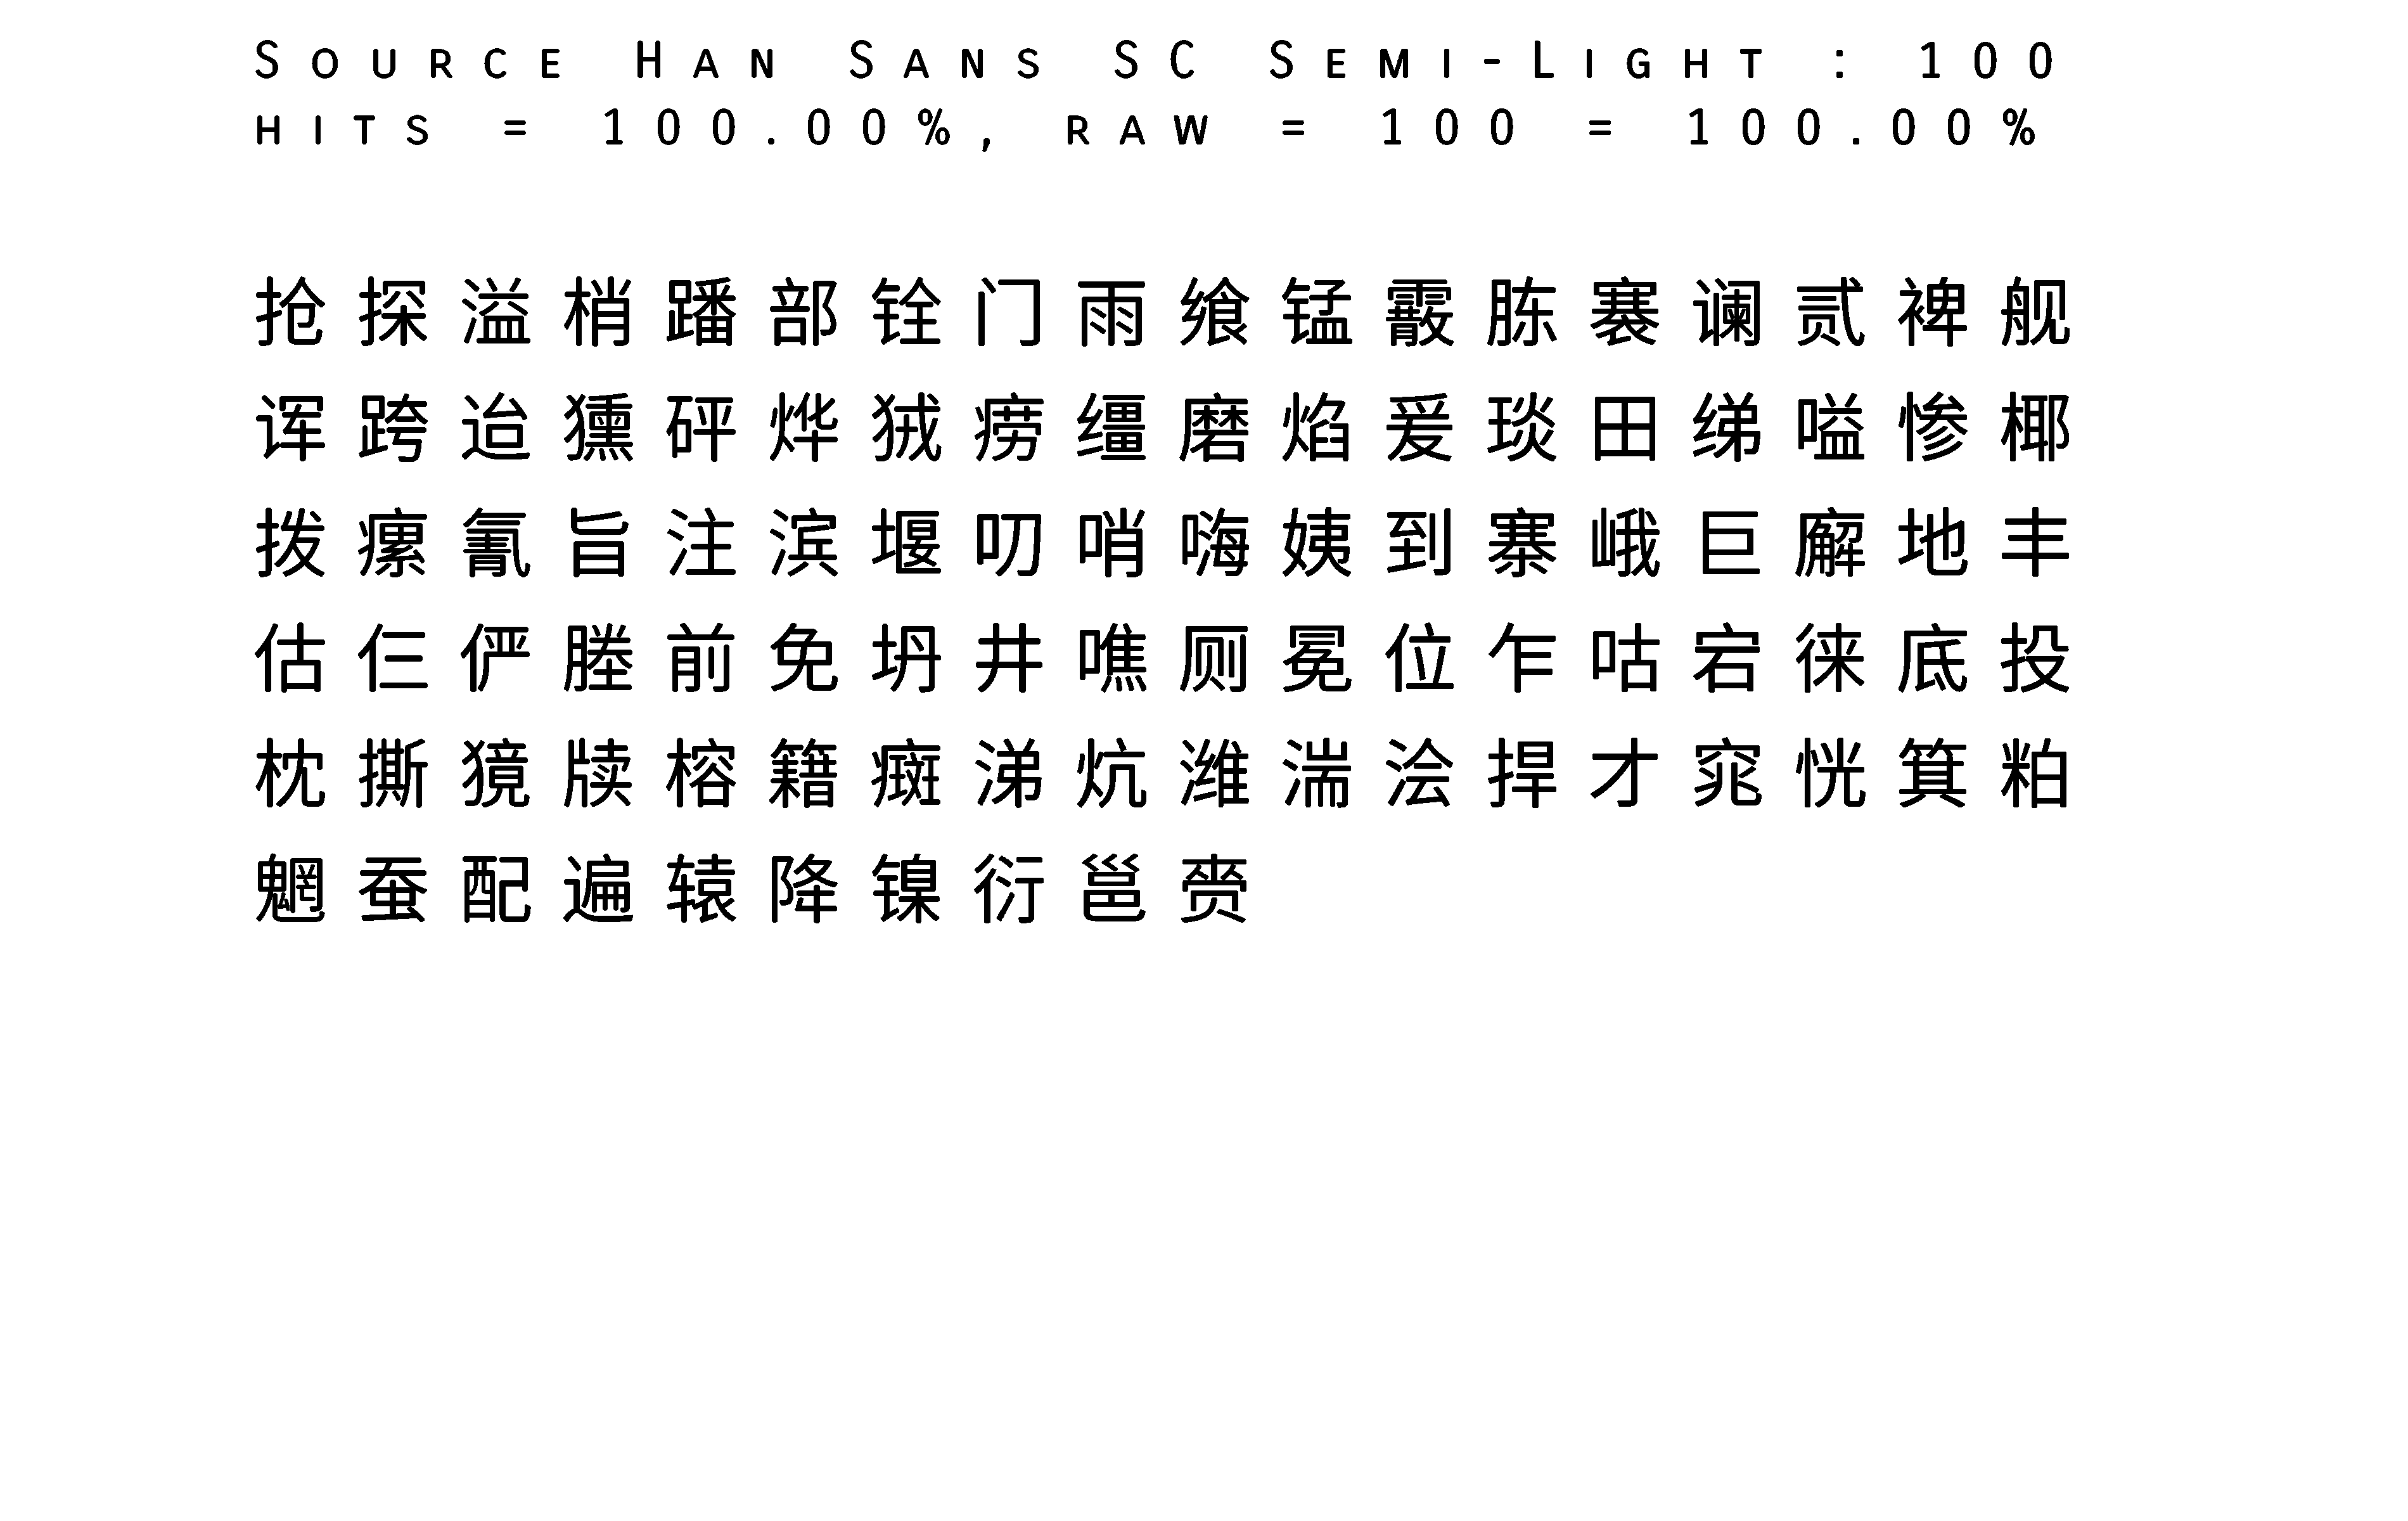 Source Han Sans SC Semi-Light : 100
hits = 100.00%, raw = 100 = 100.00%
抢探溢梢蹯部铨门雨飨锰霰胨褰谰贰裨舰
诨跨迨獯砰烨狨痨缰磨焰爰琰田绨嗌惨椰
拨瘰氰旨注滨堰叨哨嗨姨到寨峨巨廨地丰
估仨俨塍前免坍井噍厕冕位乍咕宕徕底投
枕撕獍牍榕籍癍涕炕潍湍浍捍才窕恍箕粕
魍蚕配遍辕降镍衍邕赍